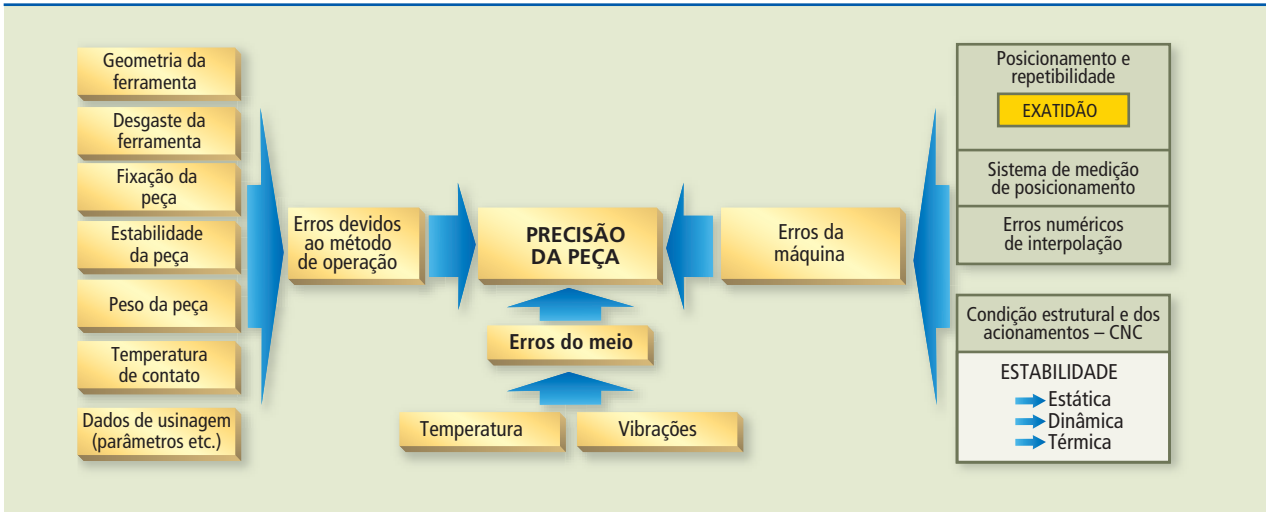 Geometria da
ferramenta
Desgaste da
ferramenta
Fixação da
peça
Estabilidade
da peça
Peso da peça
Temperatura
de contato
Dados de usinagem
(parâmetros etc.)
Erros devidos
ao método
de operação
PRECISÃO
DA PEÇA
Erros do meio
Temperatura
Vibrações
Erros da
máquina
Posicionamento e
repetibilidade
EXATIDÃO
Sistema de medição
de posicionamento
Erros numéricos
de interpolação
Condição estrutural e dos
acionamentos – CNC
ESTABILIDADE
Estática
Dinâmica
Térmica